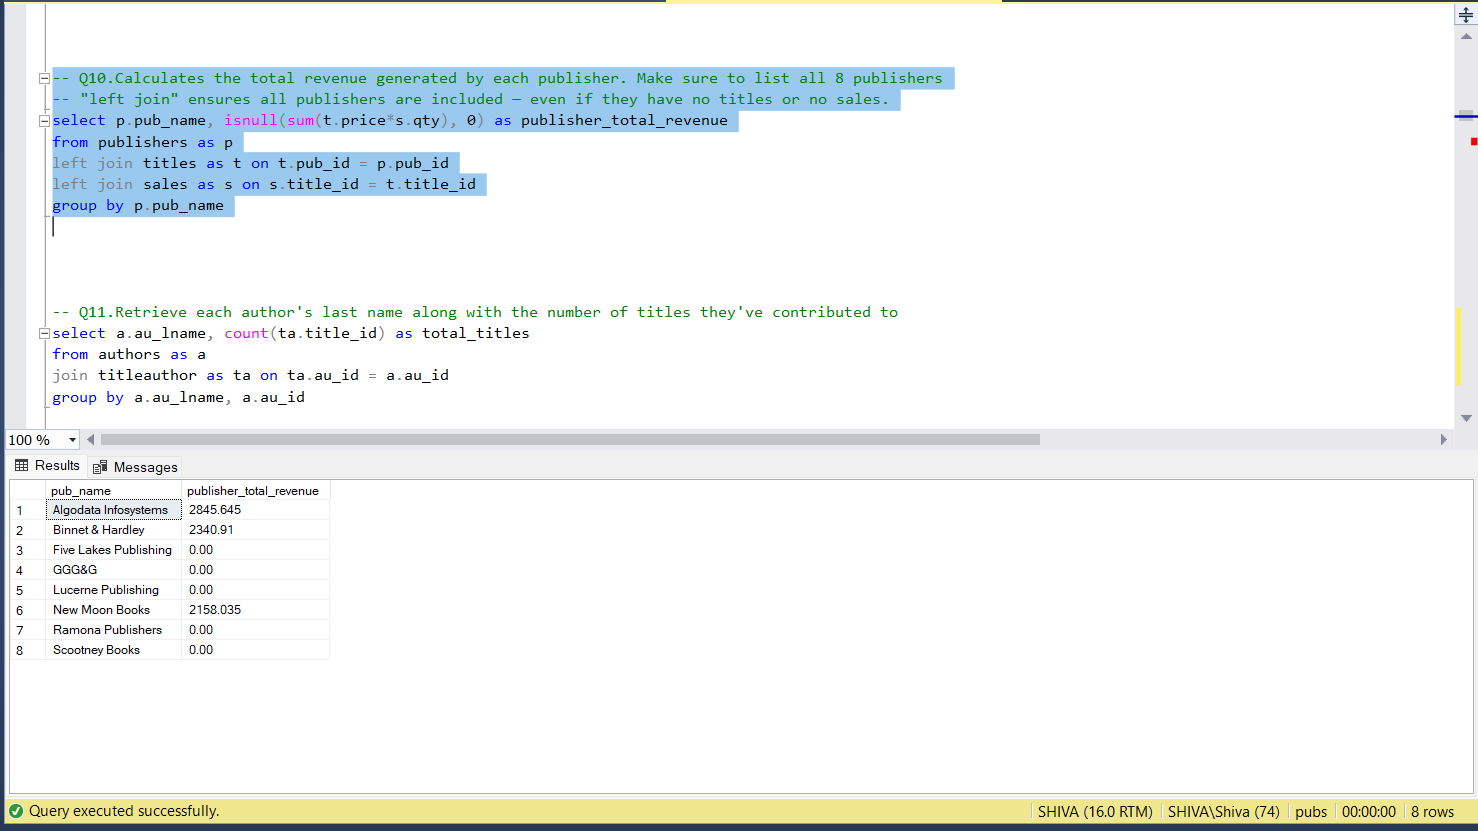 -- Q10.Calculates the total revenue generated by each publisher. Make sure to list all 8 publishers
-- "left join" ensures all publishers are included – even if they have no titles or no sales.
select p.pub_name, isnull(sum(t.price*s.qty), 0) as publisher_total_revenue
from publishers as p
left join titles as t on t.pub_id = p.pub_id
left join sales as s on s.title_id = t.title_id
group by p.pub_name
-- Q11.Retrieve each author's last name along with the number of titles they've contributed to
select a.au_lname, count(ta.title_id) as total_titles
from authors as a
join titleauthor as ta on ta.au_id = a.au_id
group by a.au_lname, a.au_id
100 %
Results Messages
pub_name publisher_total_revenue
1 Algodata Infosystems 2845.645
2 Binnet & Hardley 2340.91
3 Five Lakes Publishing 0.00
4 GGG&G 0.00
5 Lucerne Publishing 0.00
6 New Moon Books 2158.035
7 Ramona Publishers 0.00
8 Scootney Books 0.00
Query executed successfully. SHIVA (16.0 RTM) SHIVA\Shiva (74) pubs 00:00:00 8 rows